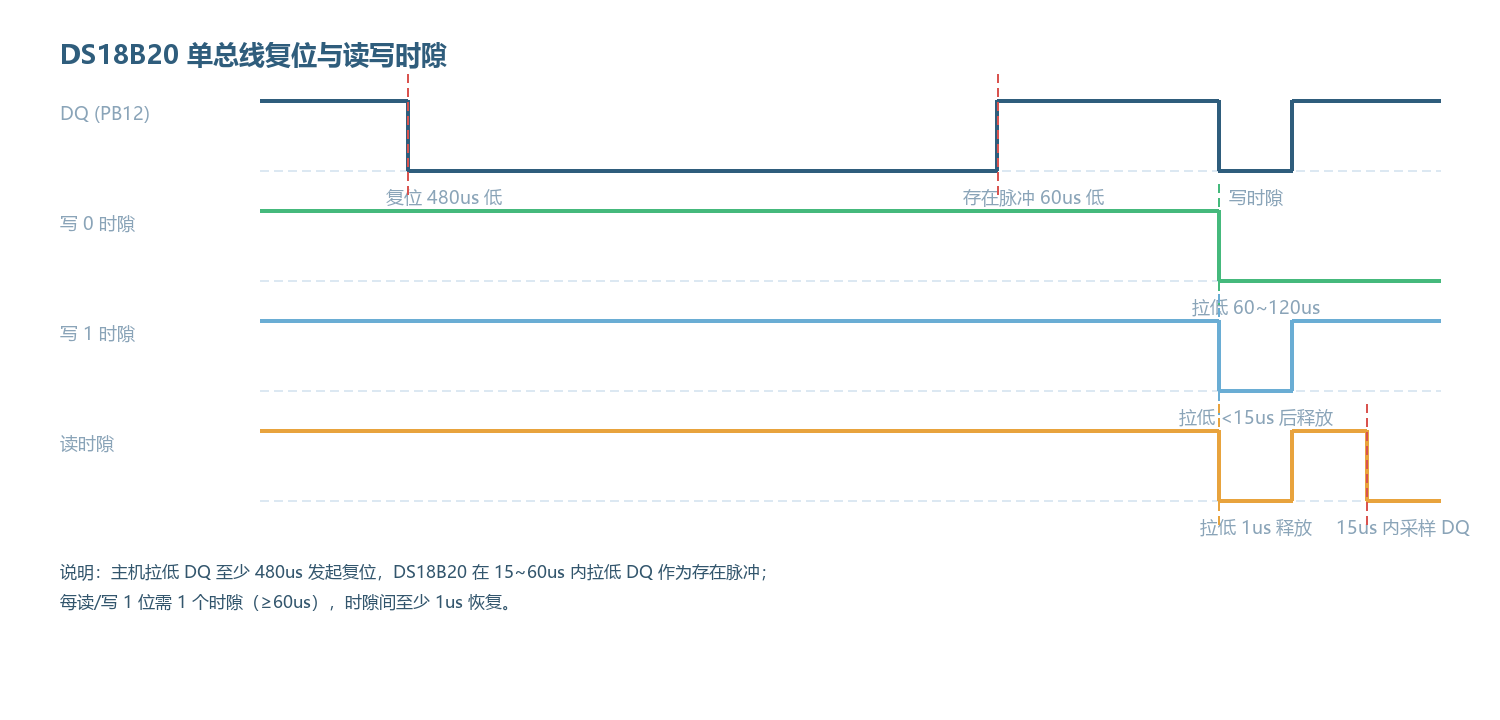 DS18B20 单总线复位与读写时隙
DQ (PB12)
复位 480us 低
存在脉冲 60us 低
写时隙
写 0 时隙
拉低 60~120us
写 1 时隙
拉低 <15us 后释放
读时隙
拉低 1us 释放
15us 内采样 DQ
说明：主机拉低 DQ 至少 480us 发起复位，DS18B20 在 15~60us 内拉低 DQ 作为存在脉冲；
每读/写 1 位需 1 个时隙（≥60us），时隙间至少 1us 恢复。